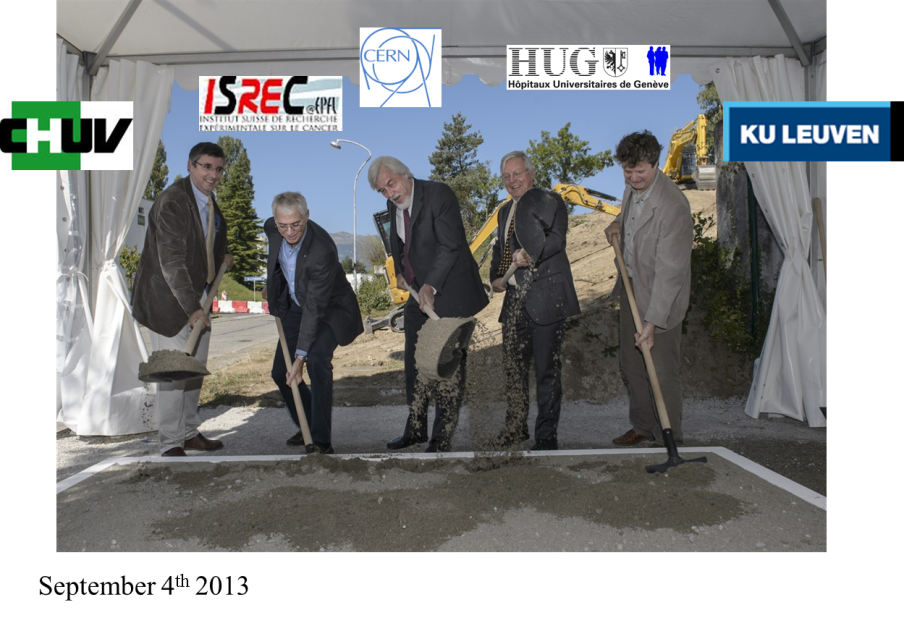 CERN
HUG
Hôpitaux Universitaires de Genève
ISREC@EPFL
INSTITUT SUISSE DE RECHERCHE
EXPÉRIMENTALE SUR LE CANCER
CHUV
KU LEUVEN
September 4th 2013